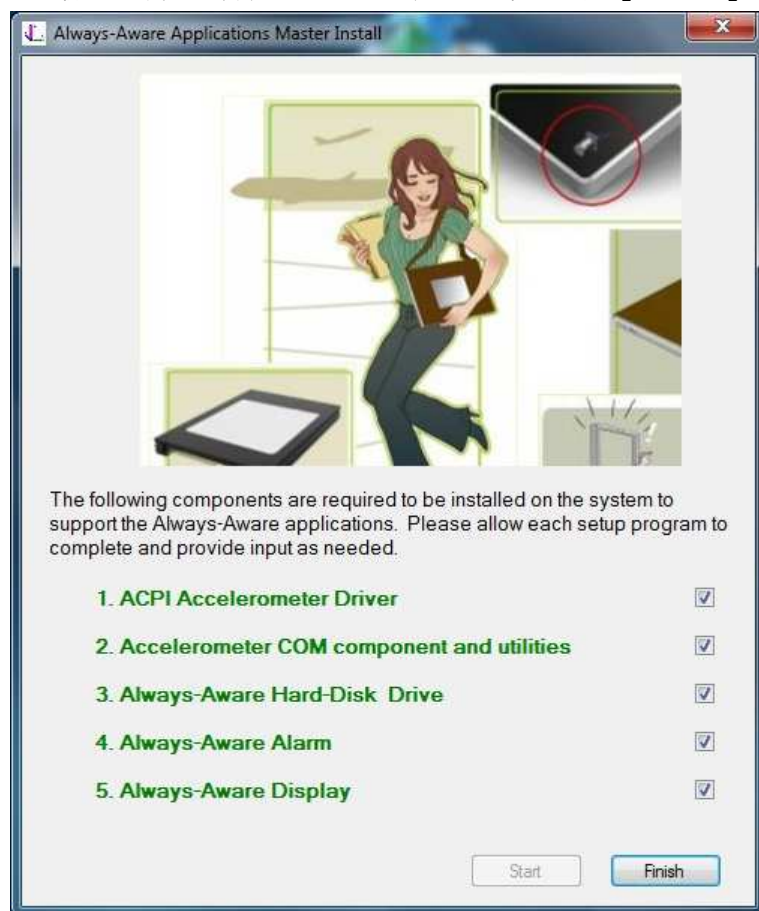 Always-Aware Applications Master Install
The following components are required to be installed on the system to
support the Always-Aware applications. Please allow each setup program to
complete and provide input as needed.
1. ACPI Accelerometer Driver
2. Accelerometer COM component and utilities
3. Always-Aware Hard-Disk Drive
4. Always-Aware Alarm
5. Always-Aware Display
Start
Finish